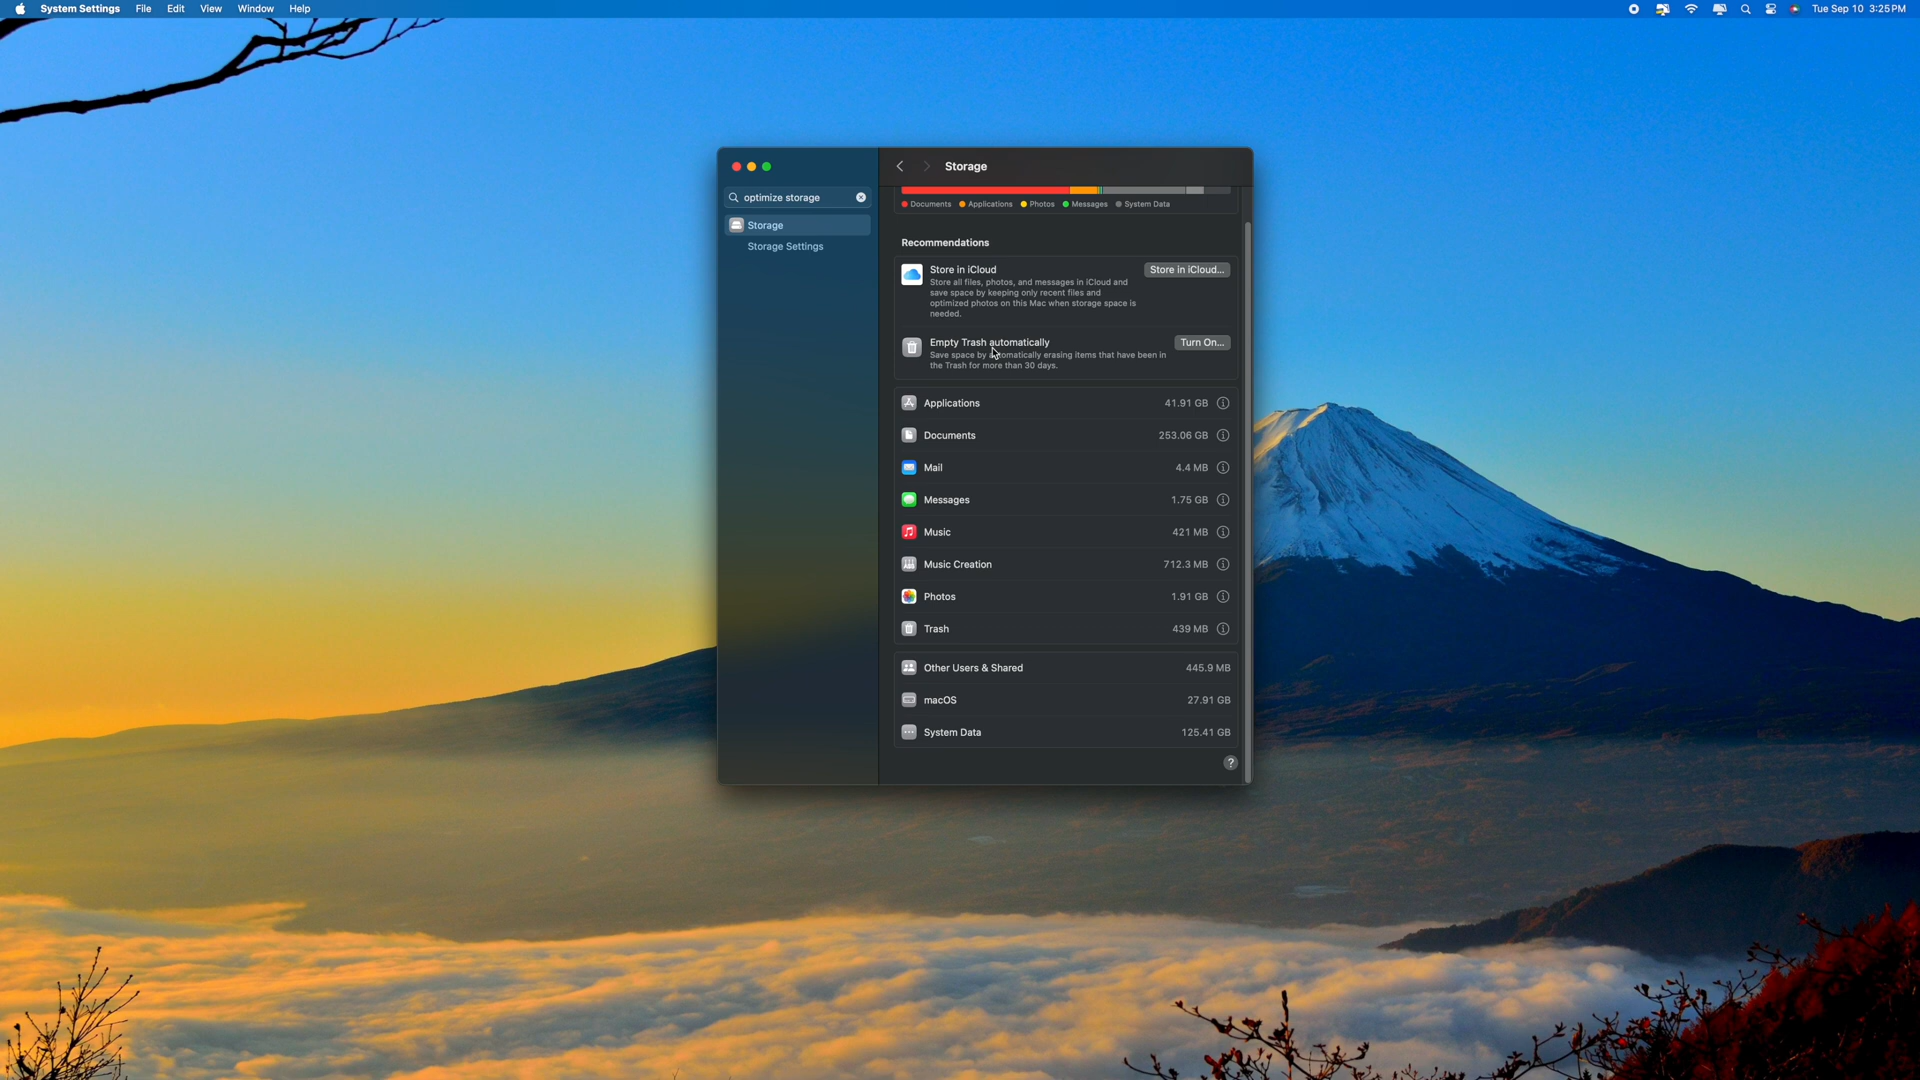 System Settings File Edit View Window Help
Tue Sep 10 3:25 PM
Storage
optimize storage
Storage
Storage Settings
Documents Applications Photos Messages System Data
Recommendations
Store in iCloud
Store in iCloud...
Store all files, photos, and messages in iCloud and
save space by keeping only recent files and
optimized photos on this Mac when storage space is
needed.
Empty Trash automatically
Turn On...
Save space by automatically erasing items that have been in
the Trash for more than 30 days.
Applications 41.91 GB
Documents 253.06 GB
Mail 4.4 MB
Messages 1.75 GB
Music 421 MB
Music Creation 712.3 MB
Photos 1.91 GB
Trash 439 MB
Other Users & Shared 445.9 MB
macOS 27.91 GB
System Data 125.41 GB
?